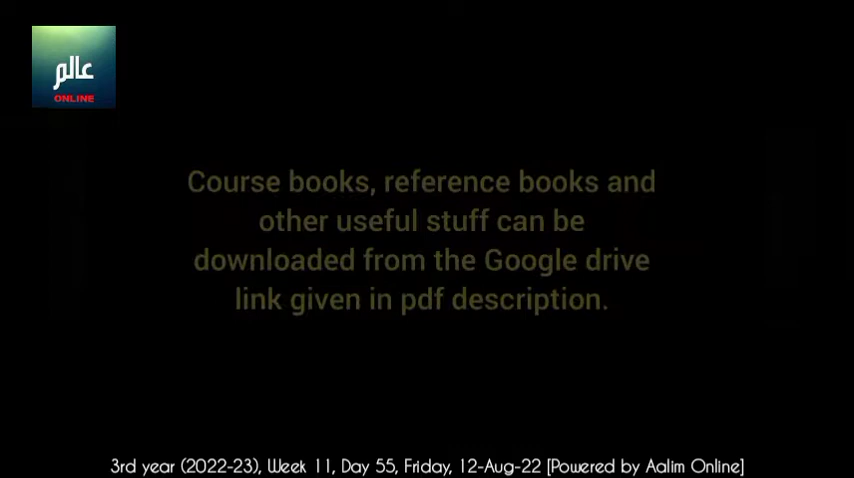 عالم
ONLINE
Course books, reference books and
other useful stuff can be
downloaded from the Google drive
link given in pdf description.
3rd year (2022-23), Week 11, Day 55, Friday, 12-Aug-22 [Powered by Aalim Online]